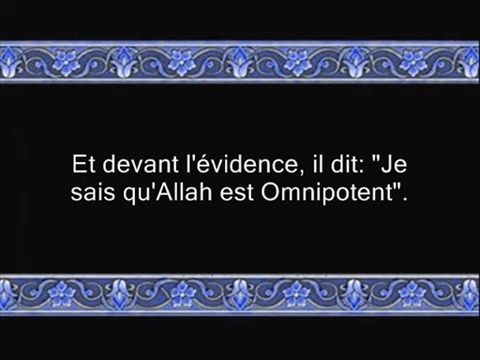 Et devant l'évidence, il dit: "Je
sais qu'Allah est Omnipotent".